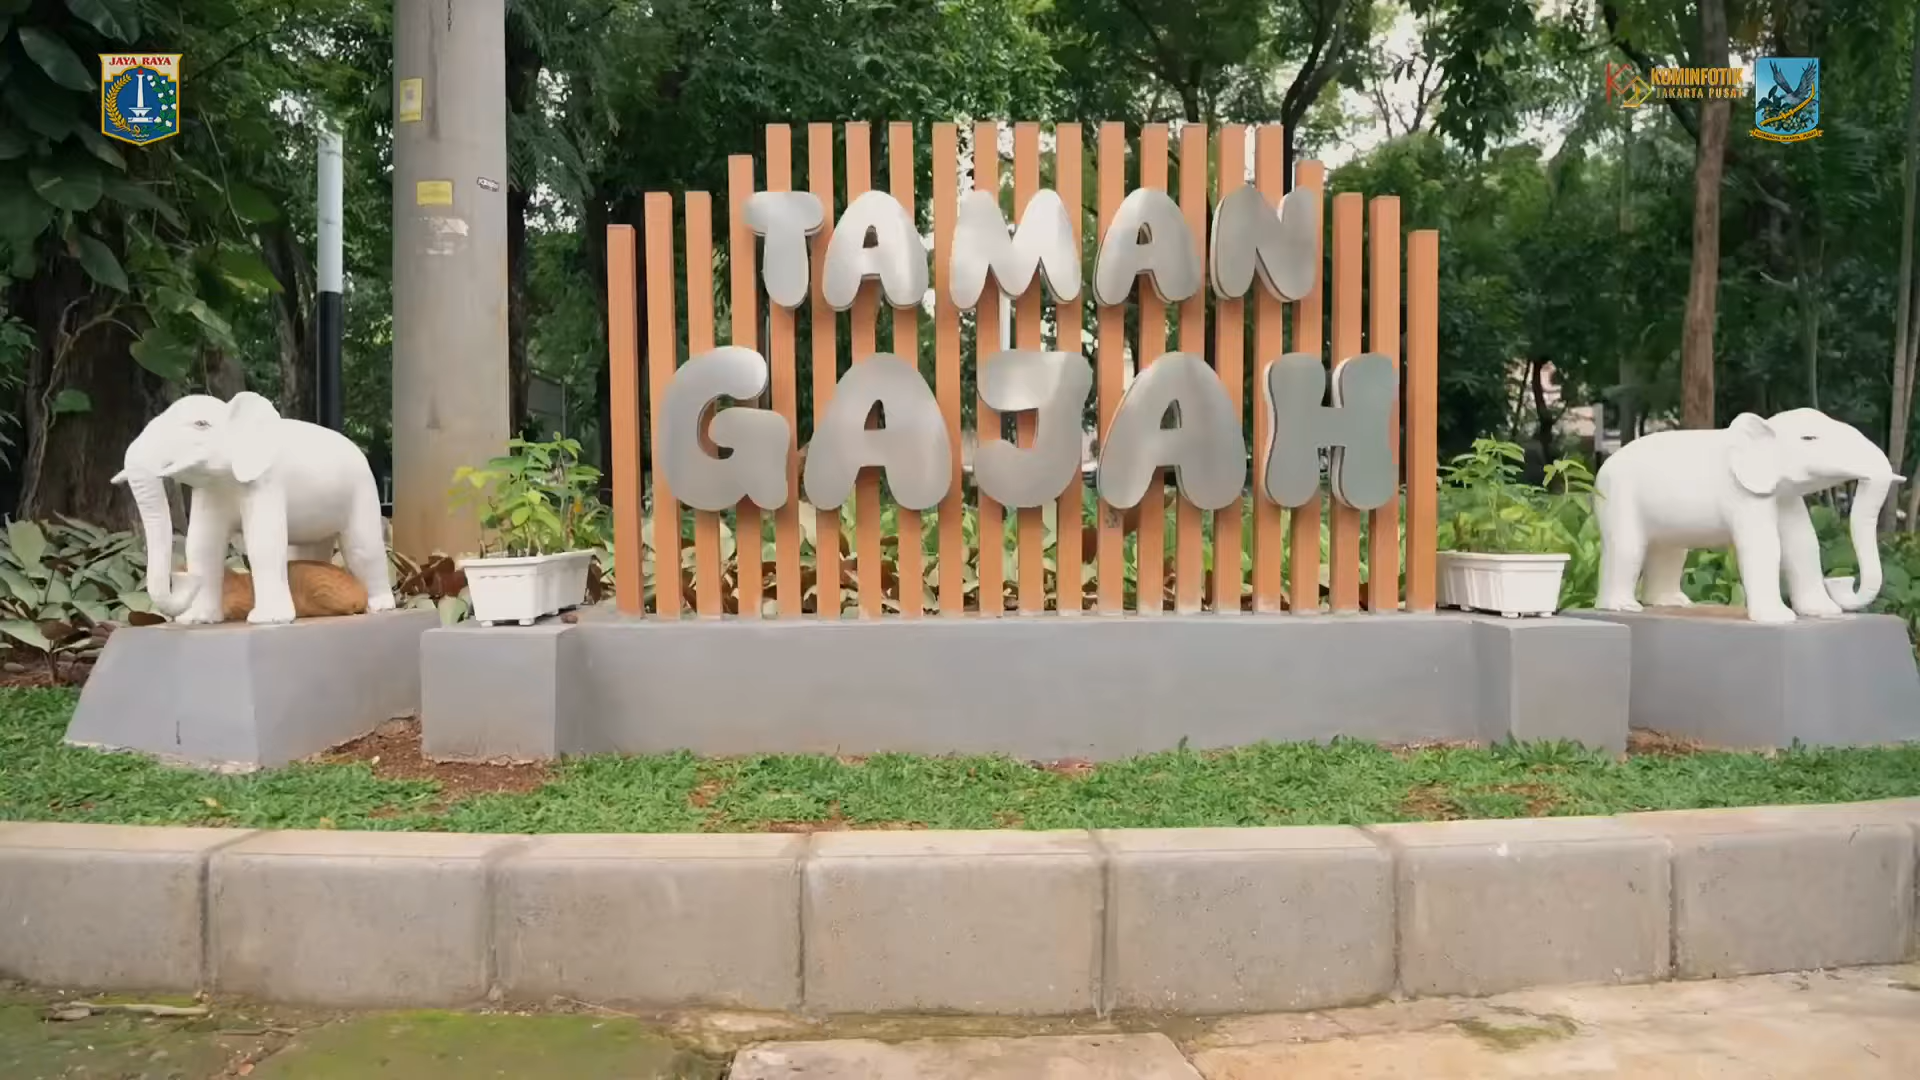 JAYA RAYA
KOMINFOTIK
JAKARTA PUSAT
TAMAN
GAJAH